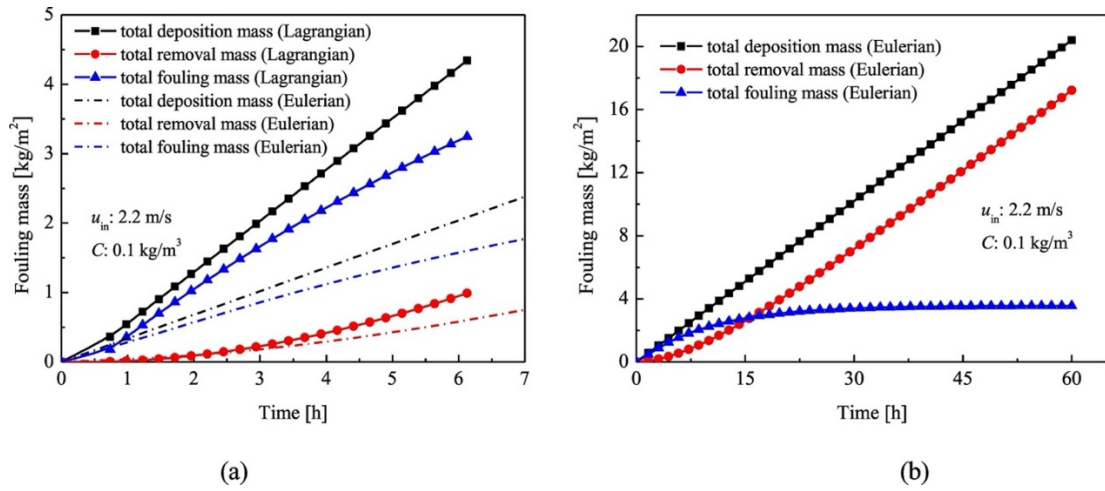 5
4
3
2
1
0
Fouling mass [kg/m²]
total deposition mass (Lagrangian)
total removal mass (Lagrangian)
total fouling mass (Lagrangian)
total deposition mass (Eulerian)
total removal mass (Eulerian)
total fouling mass (Eulerian)
u_in: 2.2 m/s
C: 0.1 kg/m³
0 1 2 3 4 5 6 7
Time [h]
(a)
20
16
12
8
4
0
Fouling mass [kg/m²]
total deposition mass (Eulerian)
total removal mass (Eulerian)
total fouling mass (Eulerian)
u_in: 2.2 m/s
C: 0.1 kg/m³
0 15 30 45 60
Time [h]
(b)